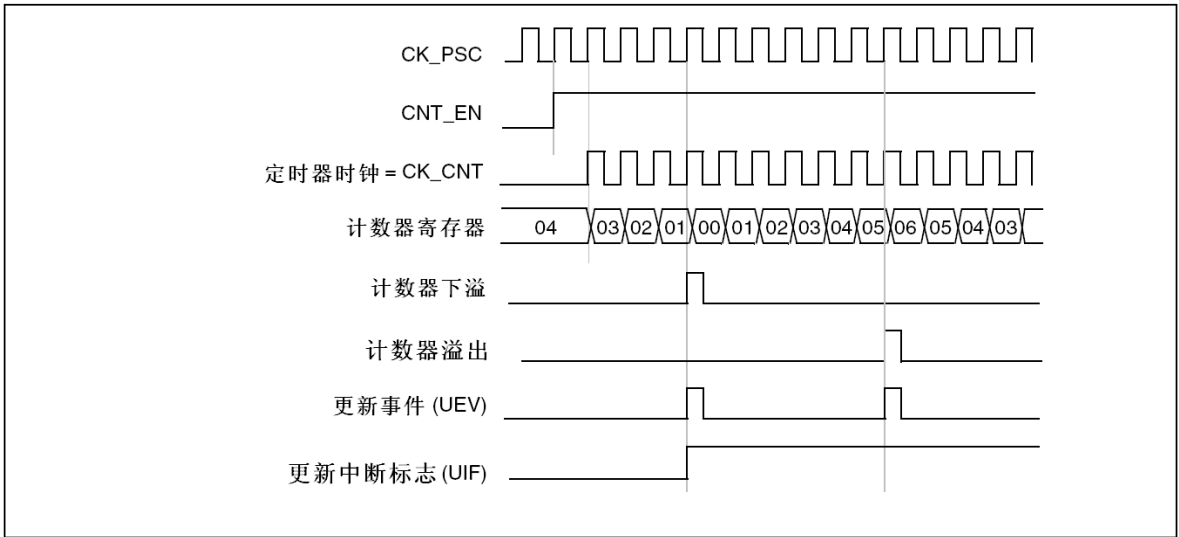 CK_PSC
CNT_EN
定时器时钟 = CK_CNT
计数器寄存器 04 03 02 01 00 01 02 03 04 05 06 05 04 03
计数器下溢
计数器溢出
更新事件 (UEV)
更新中断标志 (UIF)